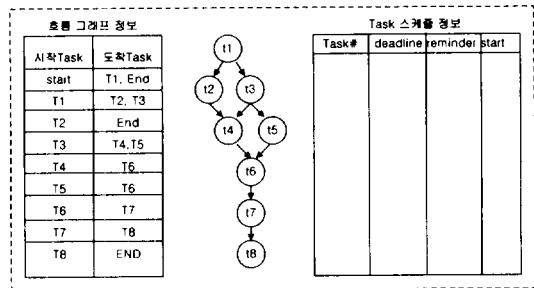 흐름 그래프 정보
시작Task 도착Task
start T1, End
T1 T2, T3
T2 End
T3 T4,T5
T4 T6
T5 T6
T6 T7
T7 T8
T8 END
t1
t2 t3
t4 t5
t6
t7
t8
Task 스케줄 정보
Task# deadline reminder start